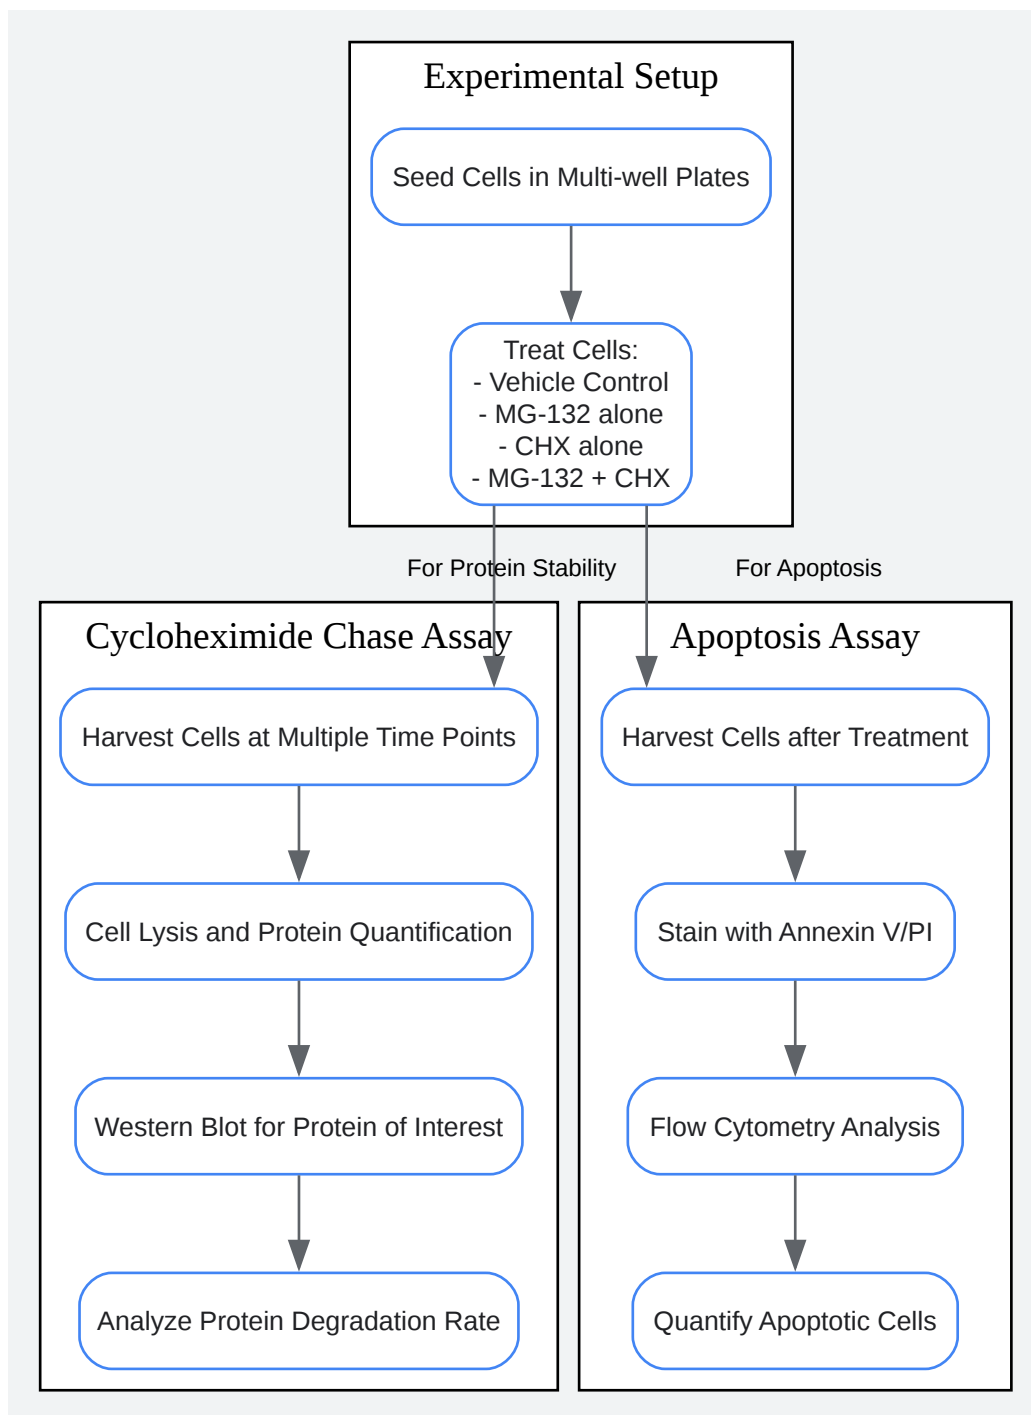 Experimental Setup
Seed Cells in Multi-well Plates
Treat Cells:
- Vehicle Control
- MG-132 alone
- CHX alone
- MG-132 + CHX
For Protein Stability
For Apoptosis
Cycloheximide Chase Assay
Harvest Cells at Multiple Time Points
Cell Lysis and Protein Quantification
Western Blot for Protein of Interest
Analyze Protein Degradation Rate
Apoptosis Assay
Harvest Cells after Treatment
Stain with Annexin V/PI
Flow Cytometry Analysis
Quantify Apoptotic Cells